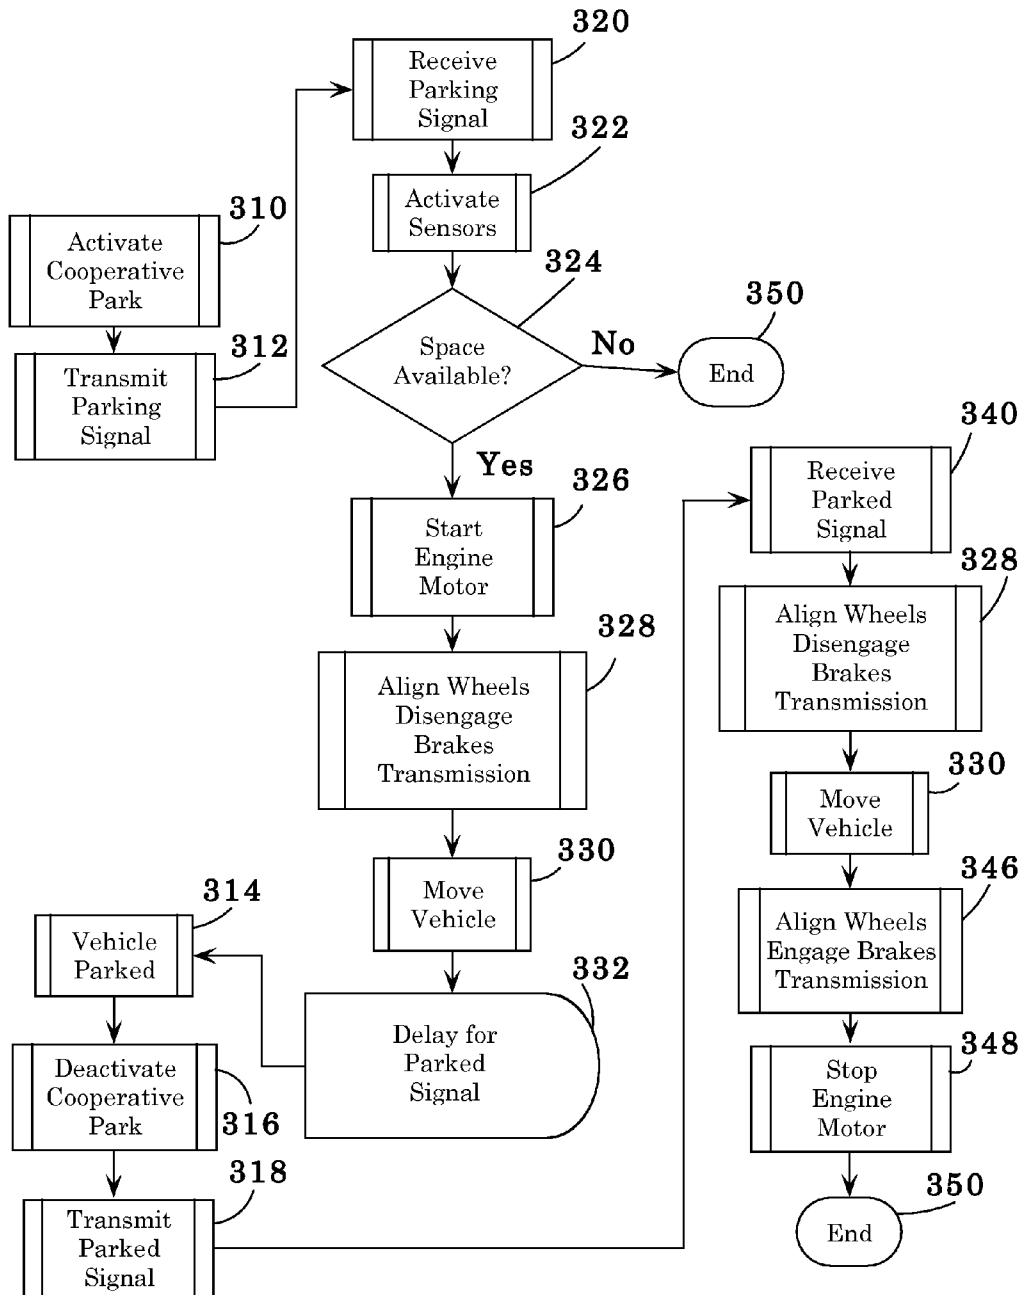 310
Activate
Cooperative
Park
312
Transmit
Parking
Signal
320
Receive
Parking
Signal
322
Activate
Sensors
324
Space
Available?
No
350
End
Yes
326
Start
Engine
Motor
328
Align Wheels
Disengage
Brakes
Transmission
330
Move
Vehicle
332
Delay for
Parked
Signal
314
Vehicle
Parked
Deactivate
Cooperative
Park
316
318
Transmit
Parked
Signal
340
Receive
Parked
Signal
328
Align Wheels
Disengage
Brakes
Transmission
330
Move
Vehicle
346
Align Wheels
Engage Brakes
Transmission
348
Stop
Engine
Motor
350
End